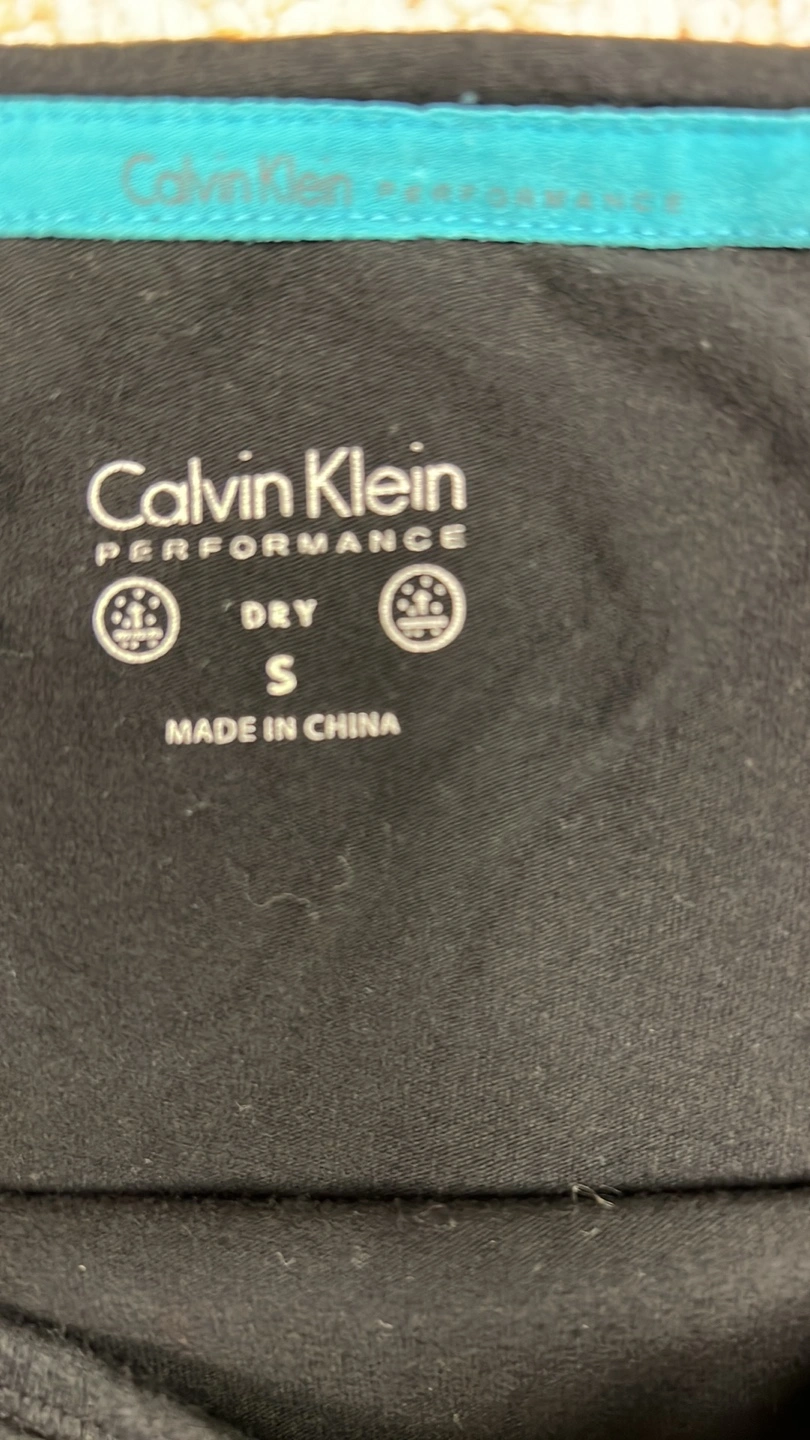 Calvin Klein PERFORMANCE
Calvin Klein
PERFORMANCE
DRY
S
MADE IN CHINA